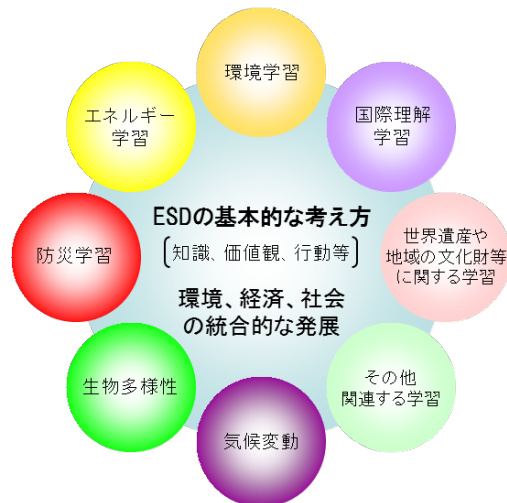 環境学習
国際理解
学習
世界遺産や
地域の文化財等
に関する学習
その他
関連する学習
気候変動
生物多様性
防災学習
エネルギー
学習
ESDの基本的な考え方
[知識、価値観、行動等]
環境、経済、社会
の統合的な発展